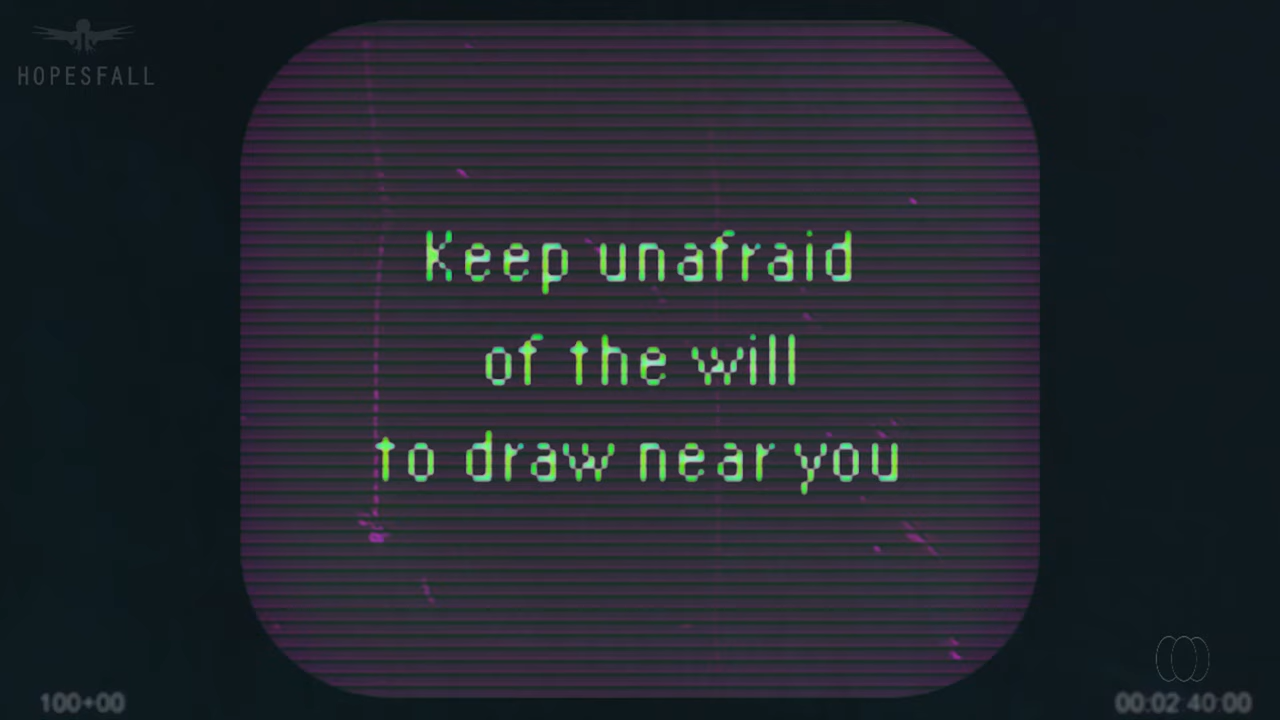 HOPESFALL
Keep unafraid
of the will
to draw near you
100+00
00:02 40:00